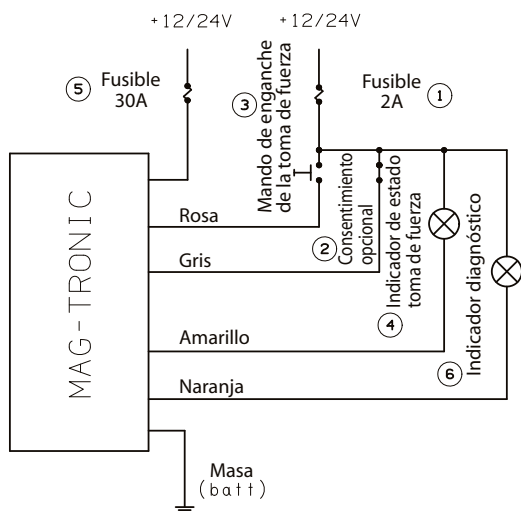 +12/24V
+12/24V
5
Fusible
30A
3
Mando de enganche
de la toma de fuerza
Fusible
2A
1
MAG-TRONIC
Rosa
2
Consentimiento
opcional
Gris
Indicador de estado
toma de fuerza
4
Indicador diagnóstico
6
Amarillo
Naranja
Masa
(batt)